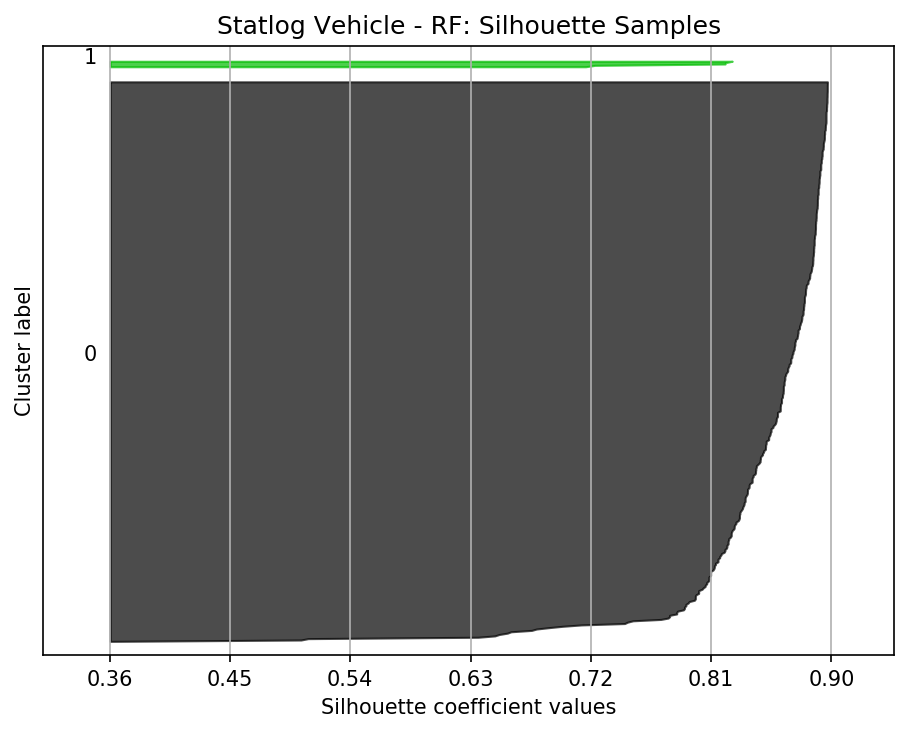 Statlog Vehicle - RF: Silhouette Samples
1
0
Cluster label
0.36 0.45 0.54 0.63 0.72 0.81 0.90
Silhouette coefficient values